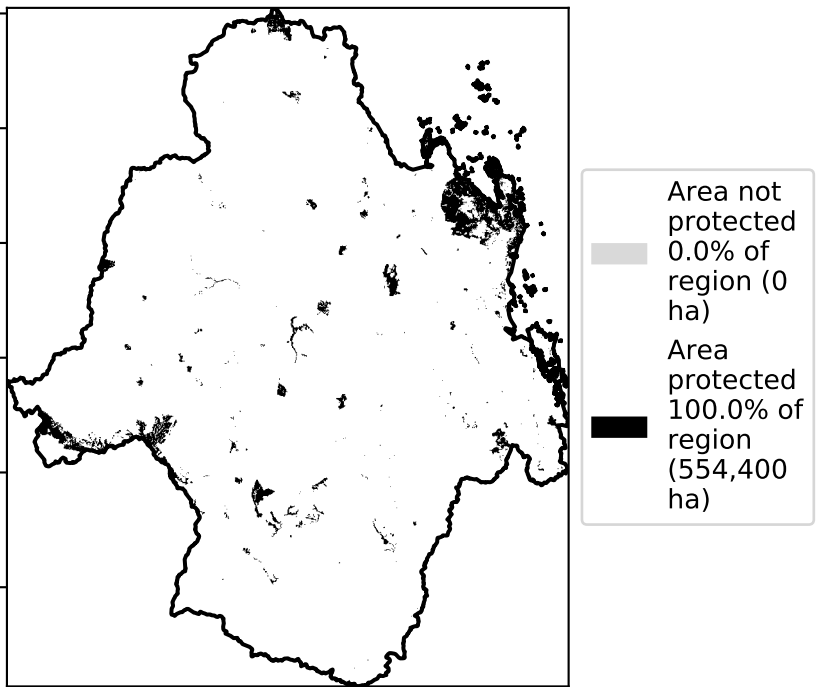 Area not
protected
0.0% of
region (0
ha)
Area
protected
100.0% of
region
(554,400
ha)